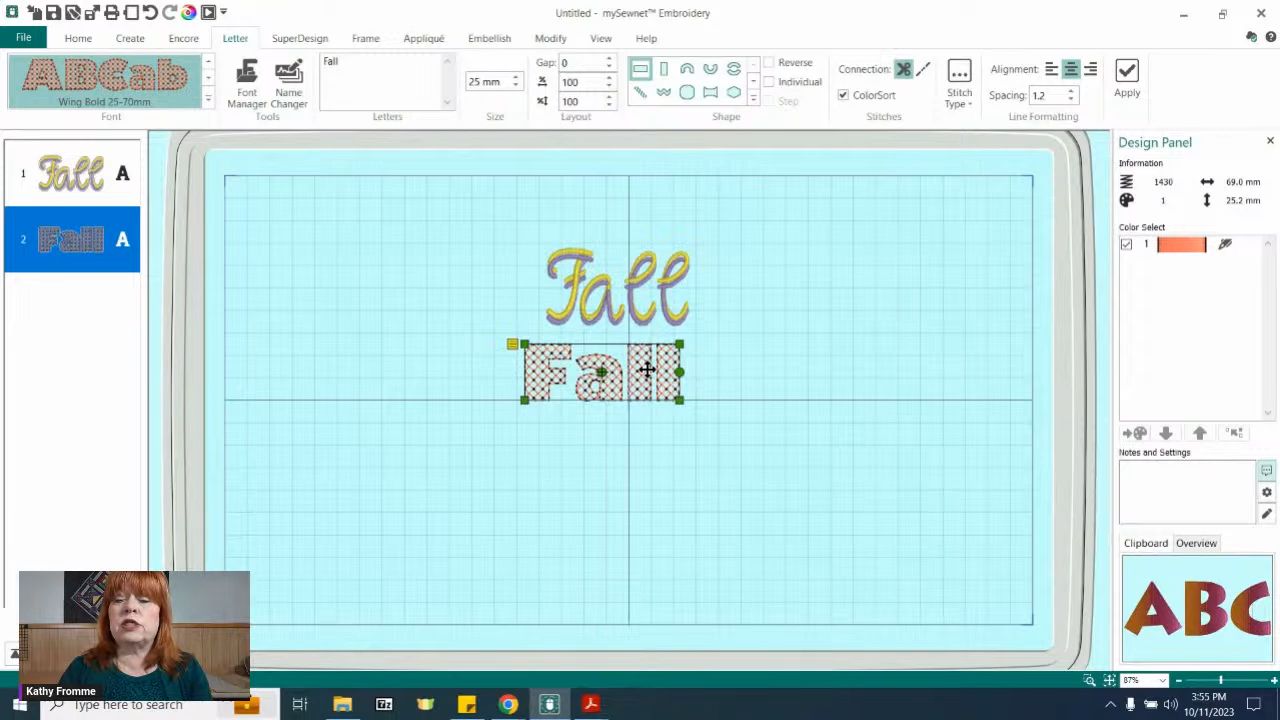 Untitled - mySewnet™ Embroidery
File Home Create Encore Letter SuperDesign Frame Appliqué Embellish Modify View Help
ABCab
Wing Bold 25-70mm
Font
Font Manager
Name Changer
Tools
Fall
Letters
25 mm
Size
Gap: 0
100
100
Layout
Reverse
Individual
Step
Shape
Connection:
ColorSort
Stitches
Stitch Type
Alignment:
Spacing: 1.2
Line Formatting
Apply
1 Fall A
2 Fall A
Fall
Fall
Design Panel
Information
1430 69.0 mm
1 25.2 mm
Color Select
1
Notes and Settings
Clipboard Overview
ABC
87%
Kathy Fromme
Type here to search
3:55 PM
10/11/2023